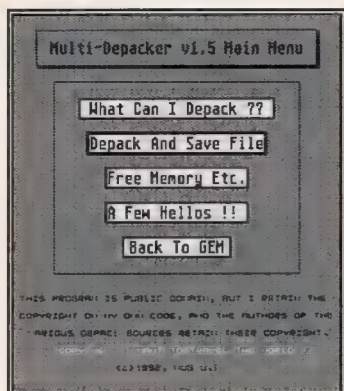 Multi-Depacker v1.5 Main Menu
What Can I Depack ??
Depack And Save File
Free Memory Etc.
A Few Hellos !!
Back To GEM
THIS PROGRAM IS PUBLIC DOMAIN, BUT I RETAIN THE
COPYRIGHT ON MY OWN CODE, AND THE AUTHORS OF THE
VARIOUS DEPACK SOURCES RETAIN THEIR COPYRIGHT.
(C)1992,